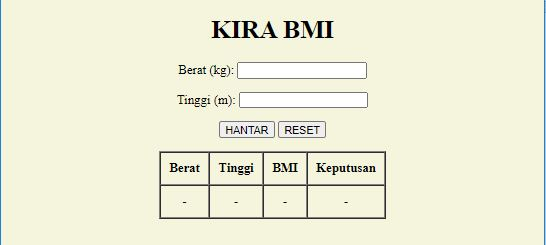 KIRA BMI
Berat (kg):
Tinggi (m):
HANTAR RESET
Berat Tinggi BMI Keputusan
- - - -